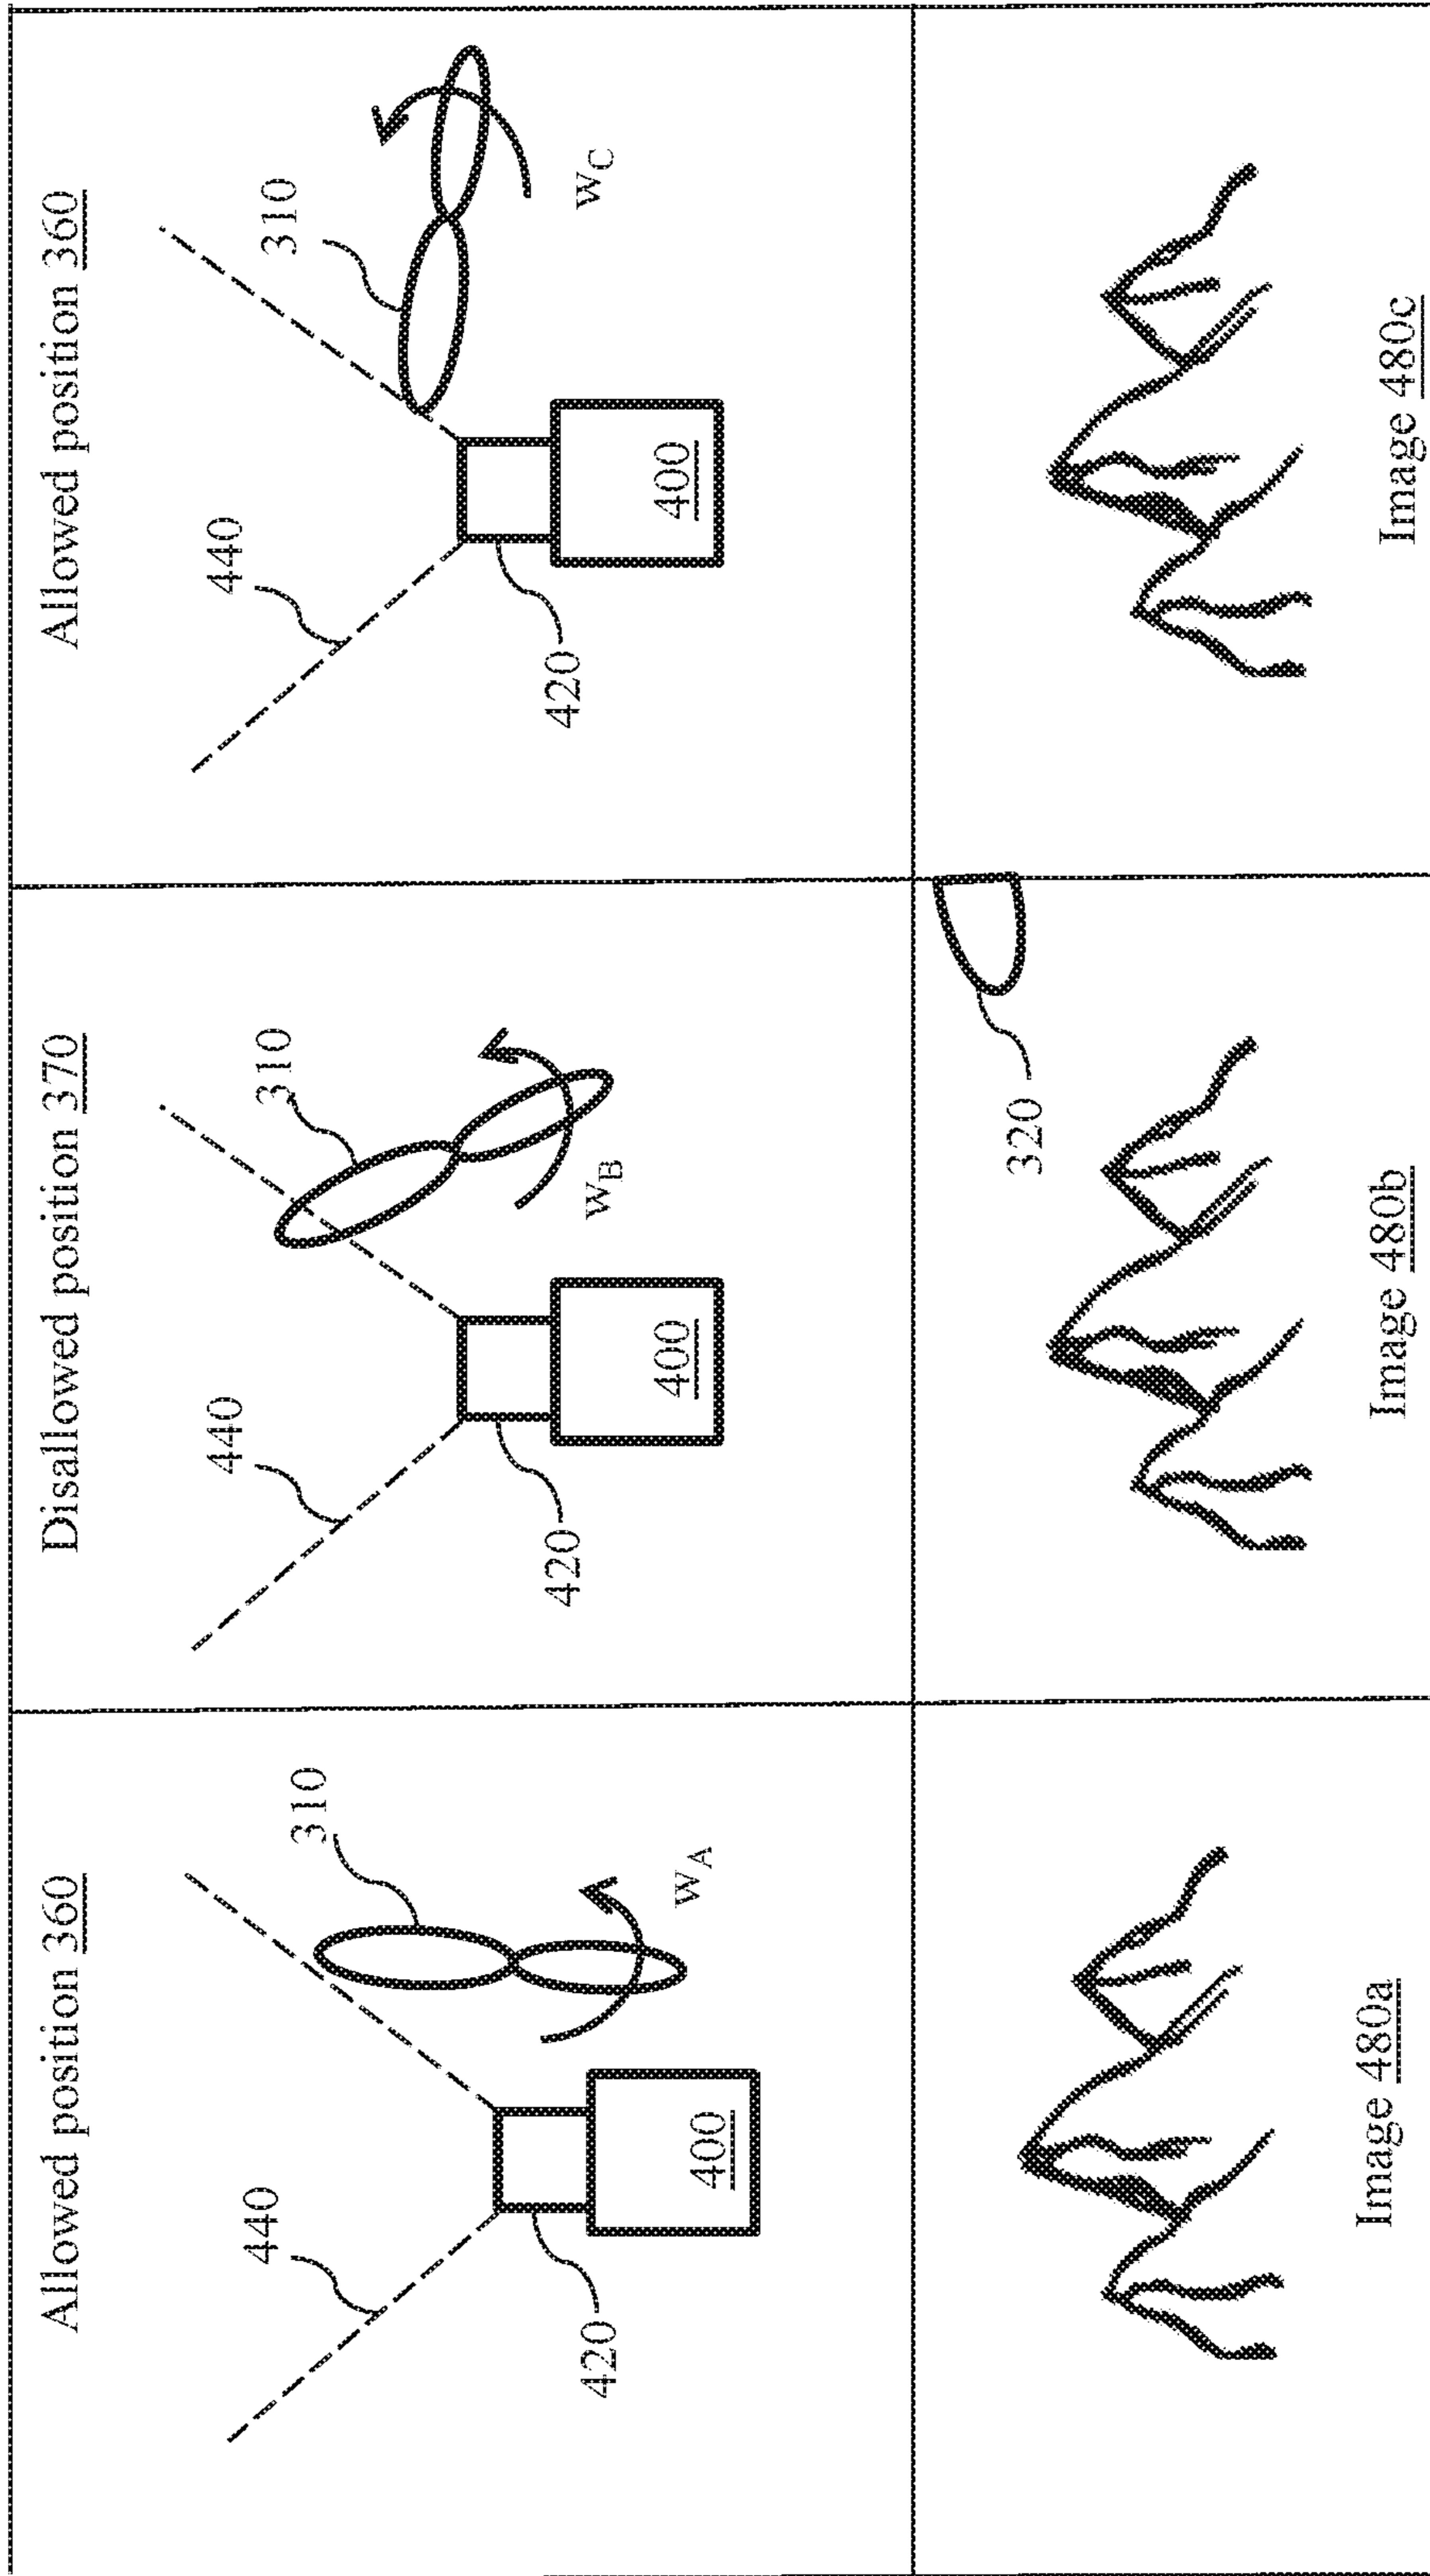 Allowed position 360
440
310
420
400
w_A
Image 480a
Disallowed position 370
440
310
420
400
w_B
320
Image 480b
Allowed position 360
440
310
420
400
w_C
Image 480c